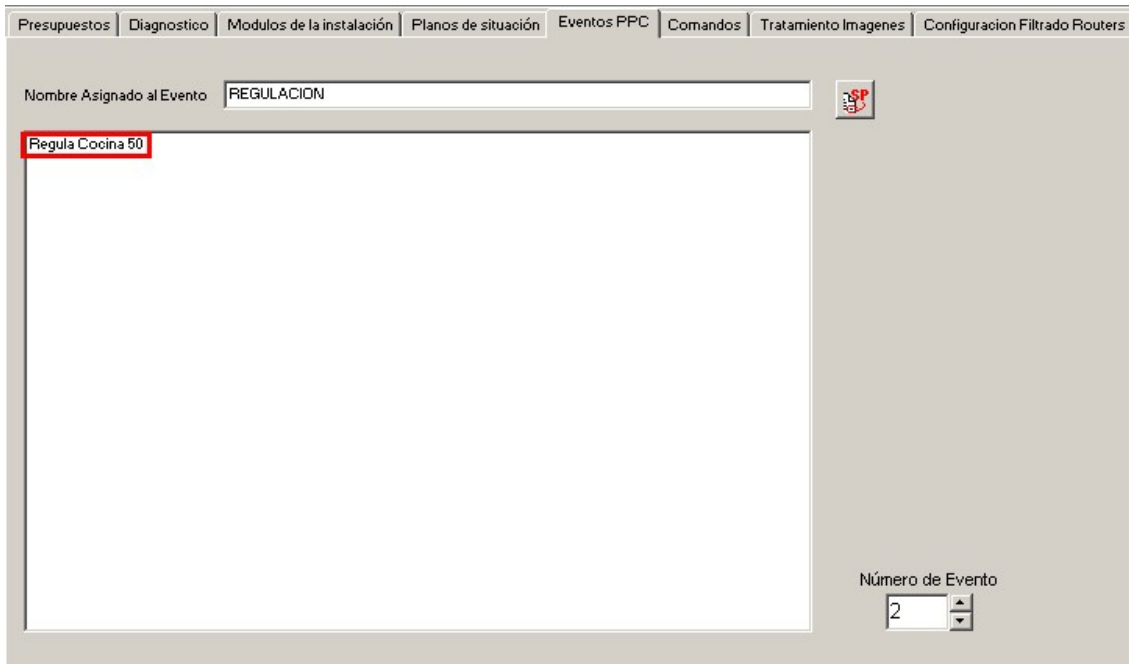 Presupuestos Diagnostico Modulos de la instalación Planos de situación Eventos PPC Comandos Tratamiento Imagenes Configuracion Filtrado Routers
Nombre Asignado al Evento REGULACION
SP
Regula Cocina 50
Número de Evento
2